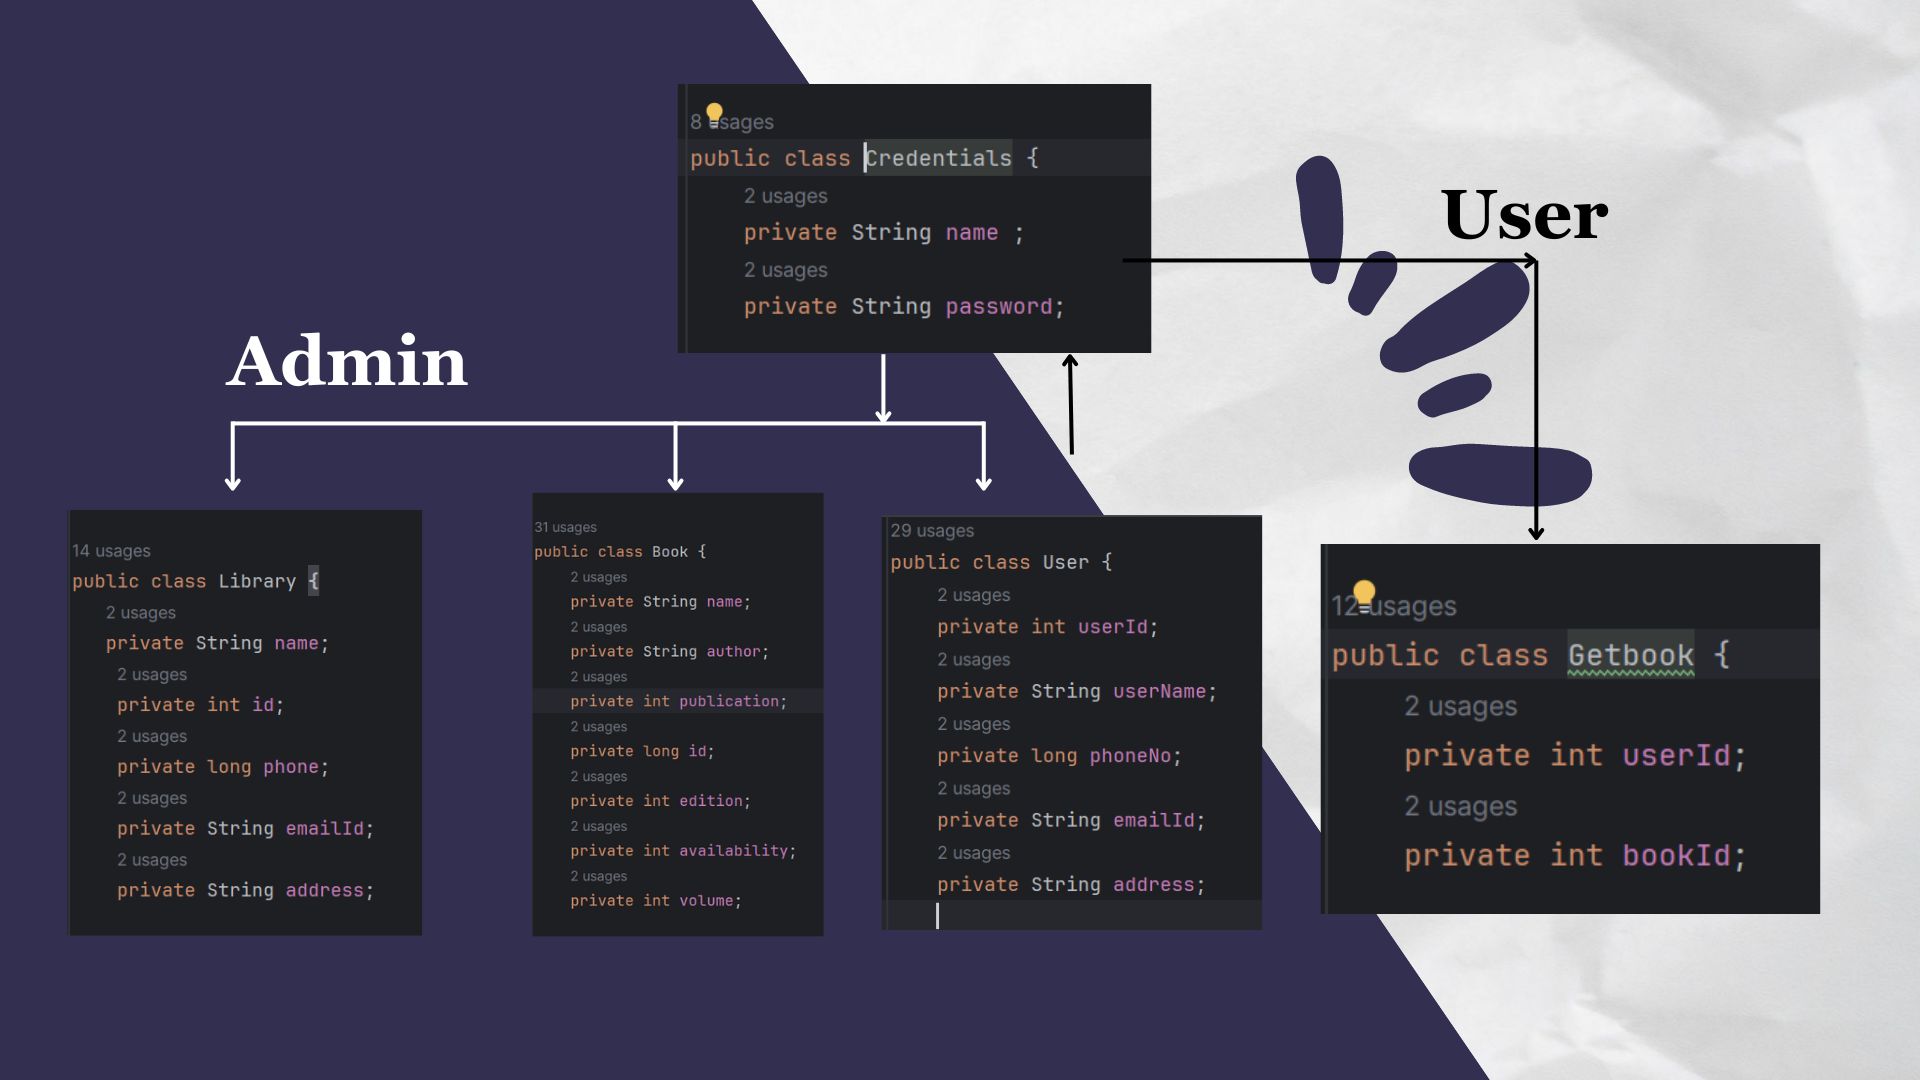 8 usages
public class Credentials {
2 usages
private String name ;
2 usages
private String password;
User
Admin
14 usages
public class Library {
2 usages
private String name;
2 usages
private int id;
2 usages
private long phone;
2 usages
private String emailId;
2 usages
private String address;
31 usages
public class Book {
2 usages
private String name;
2 usages
private String author;
2 usages
private int publication;
2 usages
private long id;
2 usages
private int edition;
2 usages
private int availability;
2 usages
private int volume;
29 usages
public class User {
2 usages
private int userId;
2 usages
private String userName;
2 usages
private long phoneNo;
2 usages
private String emailId;
2 usages
private String address;
12 usages
public class Getbook {
2 usages
private int userId;
2 usages
private int bookId;